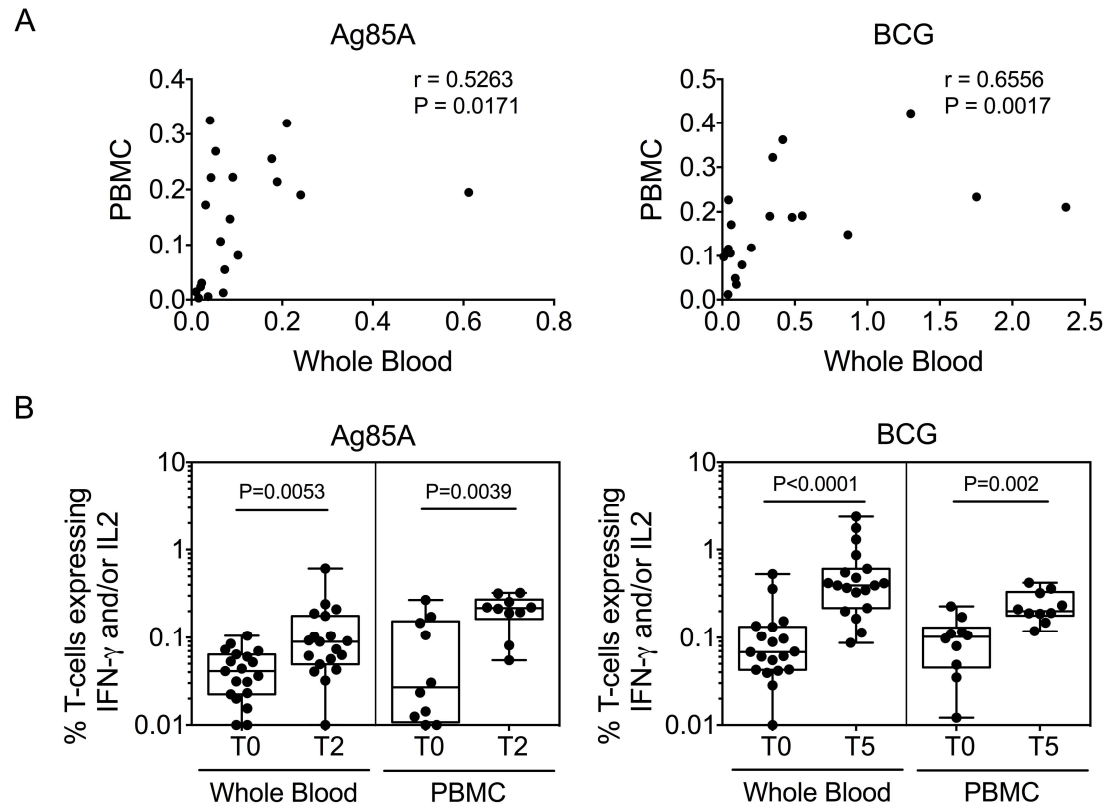 A
Ag85A
BCG
r = 0.5263
P = 0.0171
r = 0.6556
P = 0.0017
PBMC
0.4
0.3
0.2
0.1
0.0
0.0 0.2 0.4 0.6 0.8
Whole Blood
PBMC
0.5
0.4
0.3
0.2
0.1
0.0
0.0 0.5 1.0 1.5 2.0 2.5
Whole Blood
B
Ag85A
% T-cells expressing
IFN-γ and/or IL2
10
1
0.1
0.01
P=0.0053 P=0.0039
T0 T2 T0 T2
Whole Blood PBMC
BCG
% T-cells expressing
IFN-γ and/or IL2
10
1
0.1
0.01
P<0.0001 P=0.002
T0 T5 T0 T5
Whole Blood PBMC